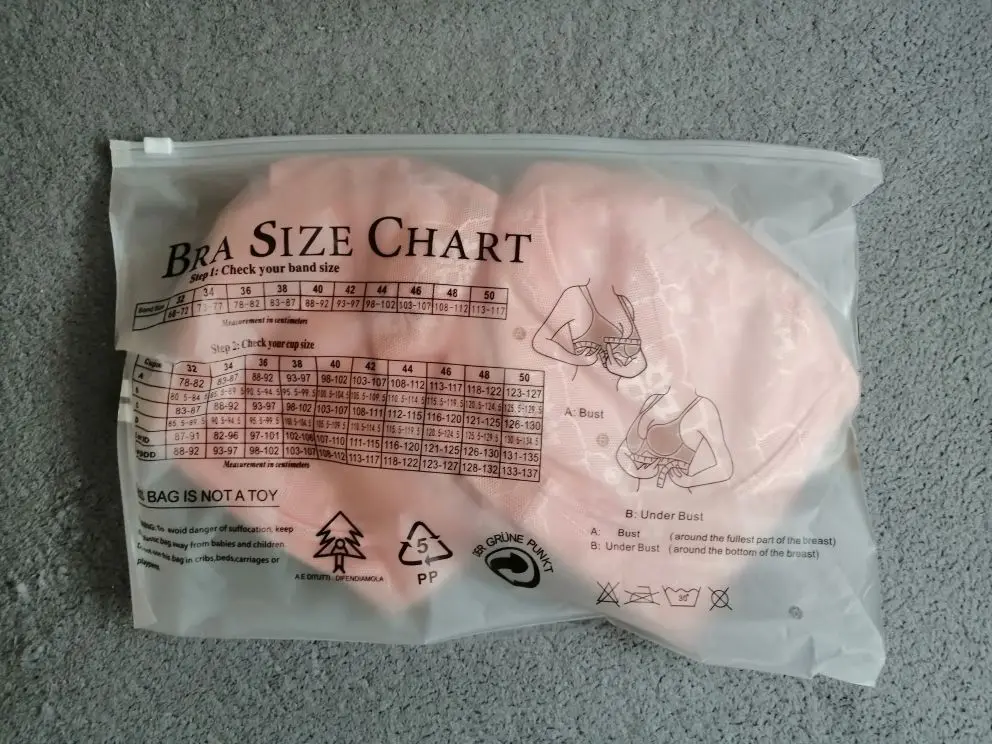 BRA SIZE CHART
Step 1: Check your band size
32 34 36 38 40 42 44 46 48 50
68-72 78-82 83-87 88-92 93-97 98-102 103-107 108-112 113-117
Measurement in centimeters
Step 2: Check your cup size
32 34 36 38 40 42 44 46 48 50
A 78-82 83-87 88-92 93-97 98-102 103-107 108-112 113-117 118-122 123-127
83-87 88-92 93-97 98-102 103-107 108-111 112-115 116-120 121-125 126-130
87-91 82-96 97-101 102-106 107-110 111-115 116-120 121-125 126-130 131-135
88-92 93-97 98-102 103-107 108-112 113-117 118-122 123-127 128-132 133-137
Measurement in centimeters
BAG IS NOT A TOY
To avoid danger of suffocation, keep
bag away from babies and children.
this bag in cribs,beds,carriages or
A
A: Bust
B
B: Under Bust
A: Bust (around the fullest part of the breast)
B: Under Bust (around the bottom of the breast)
A E DI TUTTI - DIFENDIAMOLA
5
PP
ER GRÜNE PUNKT
30°